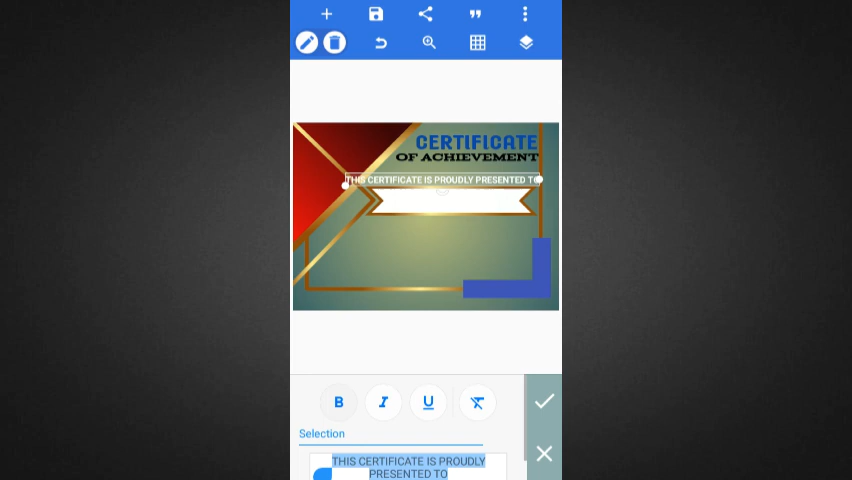 CERTIFICATE
OF ACHIEVEMENT
THIS CERTIFICATE IS PROUDLY PRESENTED TO
B I U
Selection
THIS CERTIFICATE IS PROUDLY
PRESENTED TO